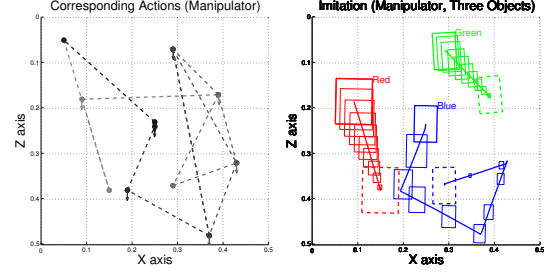 Corresponding Actions (Manipulator)
0
0.1
0.2
0.3
0.4
0.5
0 0.1 0.2 0.3 0.4 0.5
Z axis
X axis
Imitation (Manipulator, Three Objects)
0
0.1
0.2
0.3
0.4
0.5
0 0.1 0.2 0.3 0.4 0.5
Z axis
X axis
Green
Red
Blue